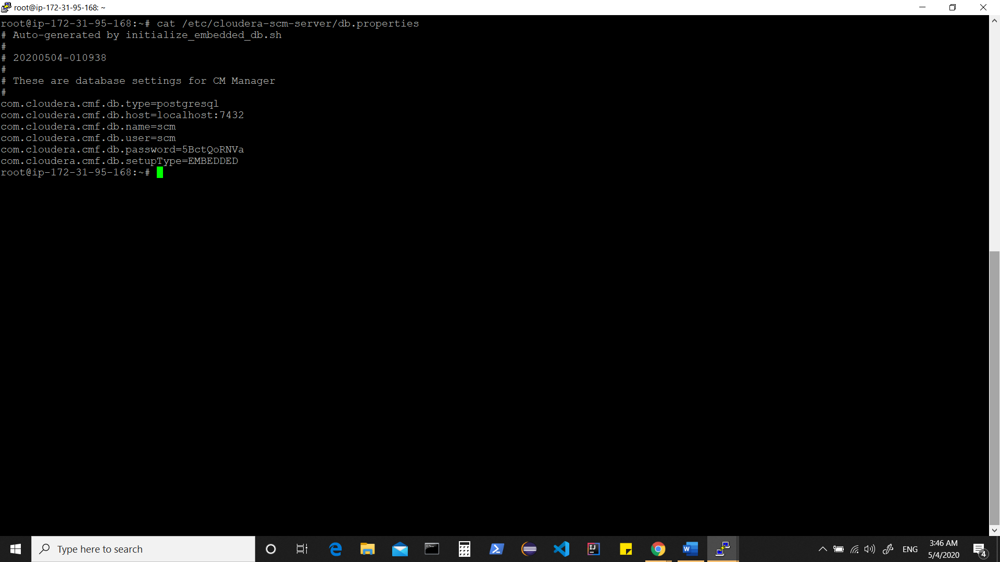 root@ip-172-31-95-168: ~
root@ip-172-31-95-168:~# cat /etc/cloudera-scm-server/db.properties
# Auto-generated by initialize_embedded_db.sh
#
# 20200504-010938
#
# These are database settings for CM Manager
#
com.cloudera.cmf.db.type=postgresql
com.cloudera.cmf.db.host=localhost:7432
com.cloudera.cmf.db.name=scm
com.cloudera.cmf.db.user=scm
com.cloudera.cmf.db.password=5BctQoRNVa
com.cloudera.cmf.db.setupType=EMBEDDED
root@ip-172-31-95-168:~#
Type here to search
ENG
3:46 AM
5/4/2020
4